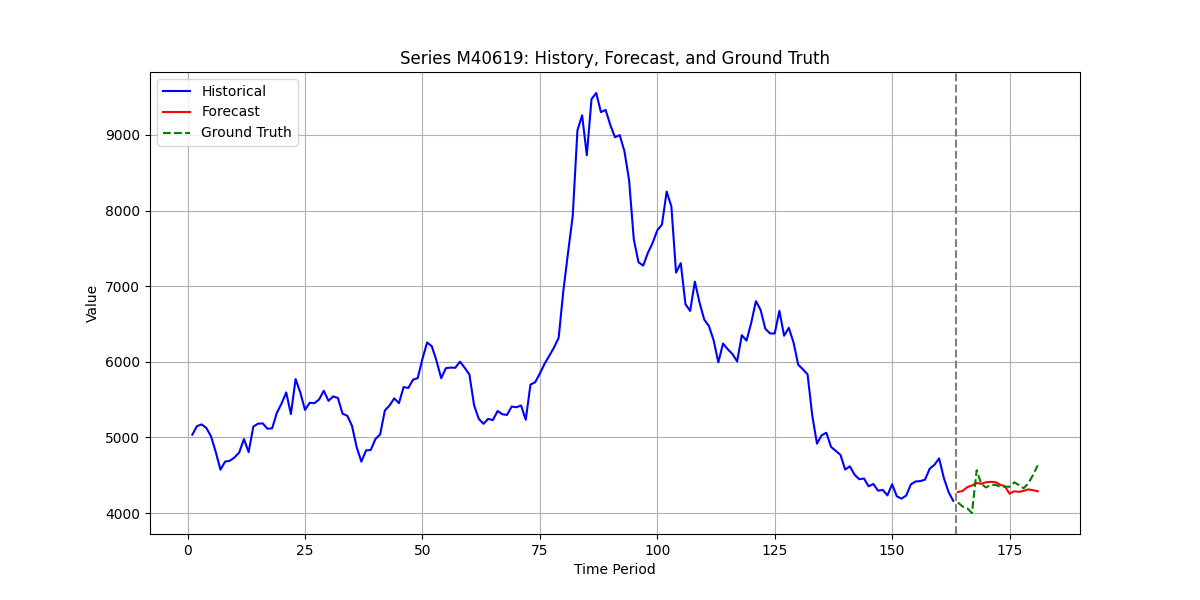 Series M40619: History, Forecast, and Ground Truth
Historical
Forecast
Ground Truth
9000
8000
7000
6000
5000
4000
Value
0 25 50 75 100 125 150 175
Time Period